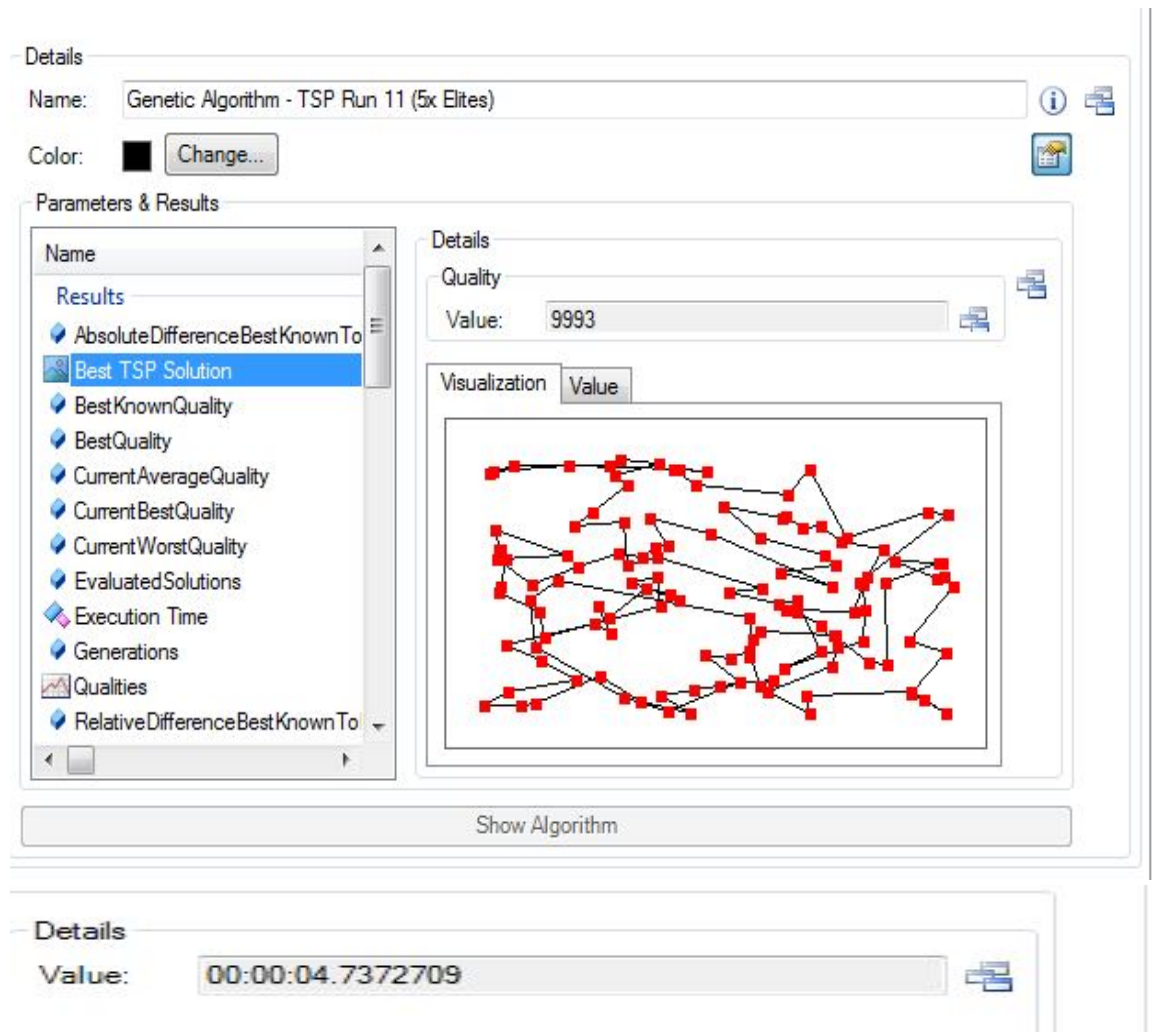 Details
Name: Genetic Algorithm - TSP Run 11 (5x Elites)
Color: Change...
Parameters & Results
Name
Results
AbsoluteDifferenceBestKnownTo
Best TSP Solution
BestKnownQuality
BestQuality
CurrentAverageQuality
CurrentBestQuality
CurrentWorstQuality
EvaluatedSolutions
Execution Time
Generations
Qualities
RelativeDifferenceBestKnownTo
Details
Quality
Value: 9993
Visualization Value
Show Algorithm
Details
Value: 00:00:04.7372709